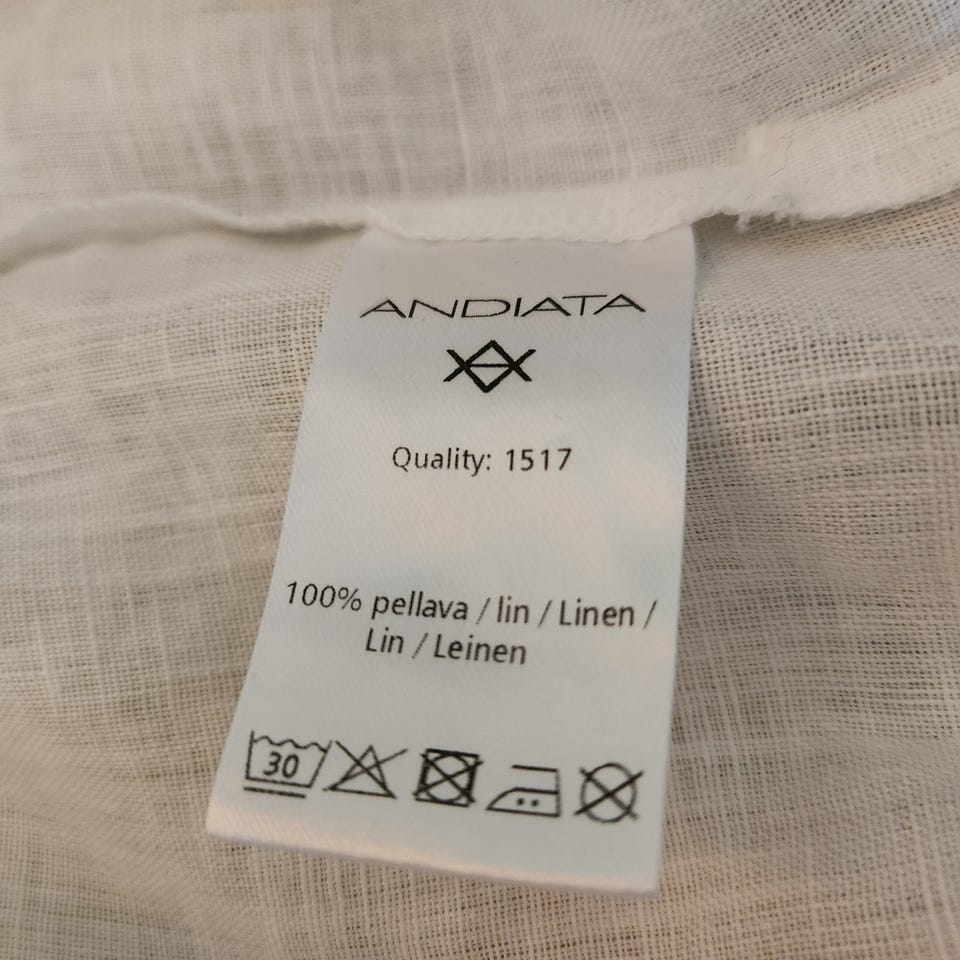 ANDIATA
Quality: 1517
100% pellava / lin / Linen /
Lin / Leinen
30